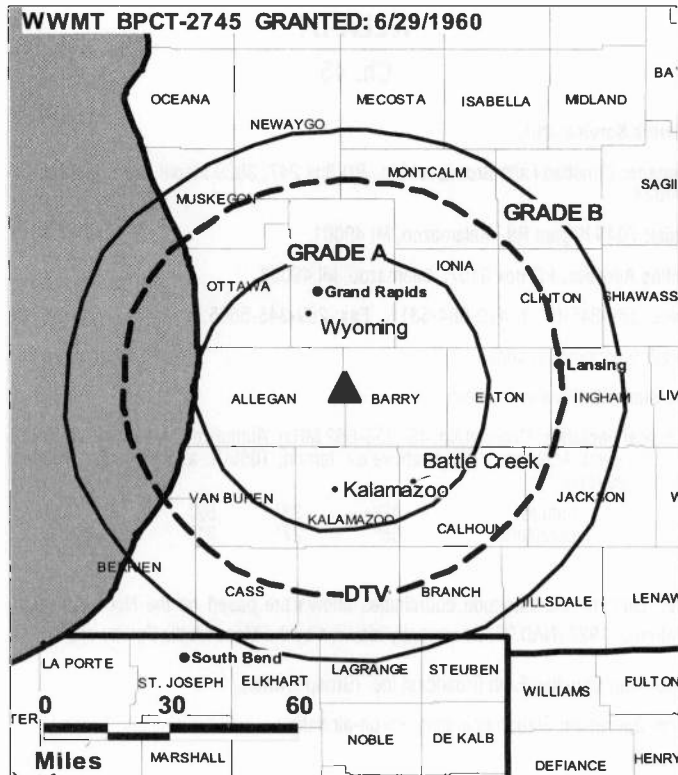 WWMT BPCT-2745 GRANTED: 6/29/1960
OCEANA
MECOSTA
ISABELLA
MIDLAND
NEWAYGO
MONTCALM
MUSKEGON
SAGI
GRADE B
GRADE A
IONIA
OTTAWA
Grand Rapids
CLINTON
SHIAWASS
Wyoming
Lansing
ALLEGAN
BARRY
EATON
INGHAM
LIV
Battle Creek
Kalamazoo
VAN BUREN
JACKSON
KALAMAZOO
CALHOUN
BERRIEN
CASS
DTV
BRANCH
HILLSDALE
LENAW
South Bend
LA PORTE
LAGRANGE
STEUBEN
ST. JOSEPH
ELKHART
WILLIAMS
FULTON
0 30 60
TER
NOBLE
DE KALB
Miles
MARSHALL
DEFIANCE
HENRY